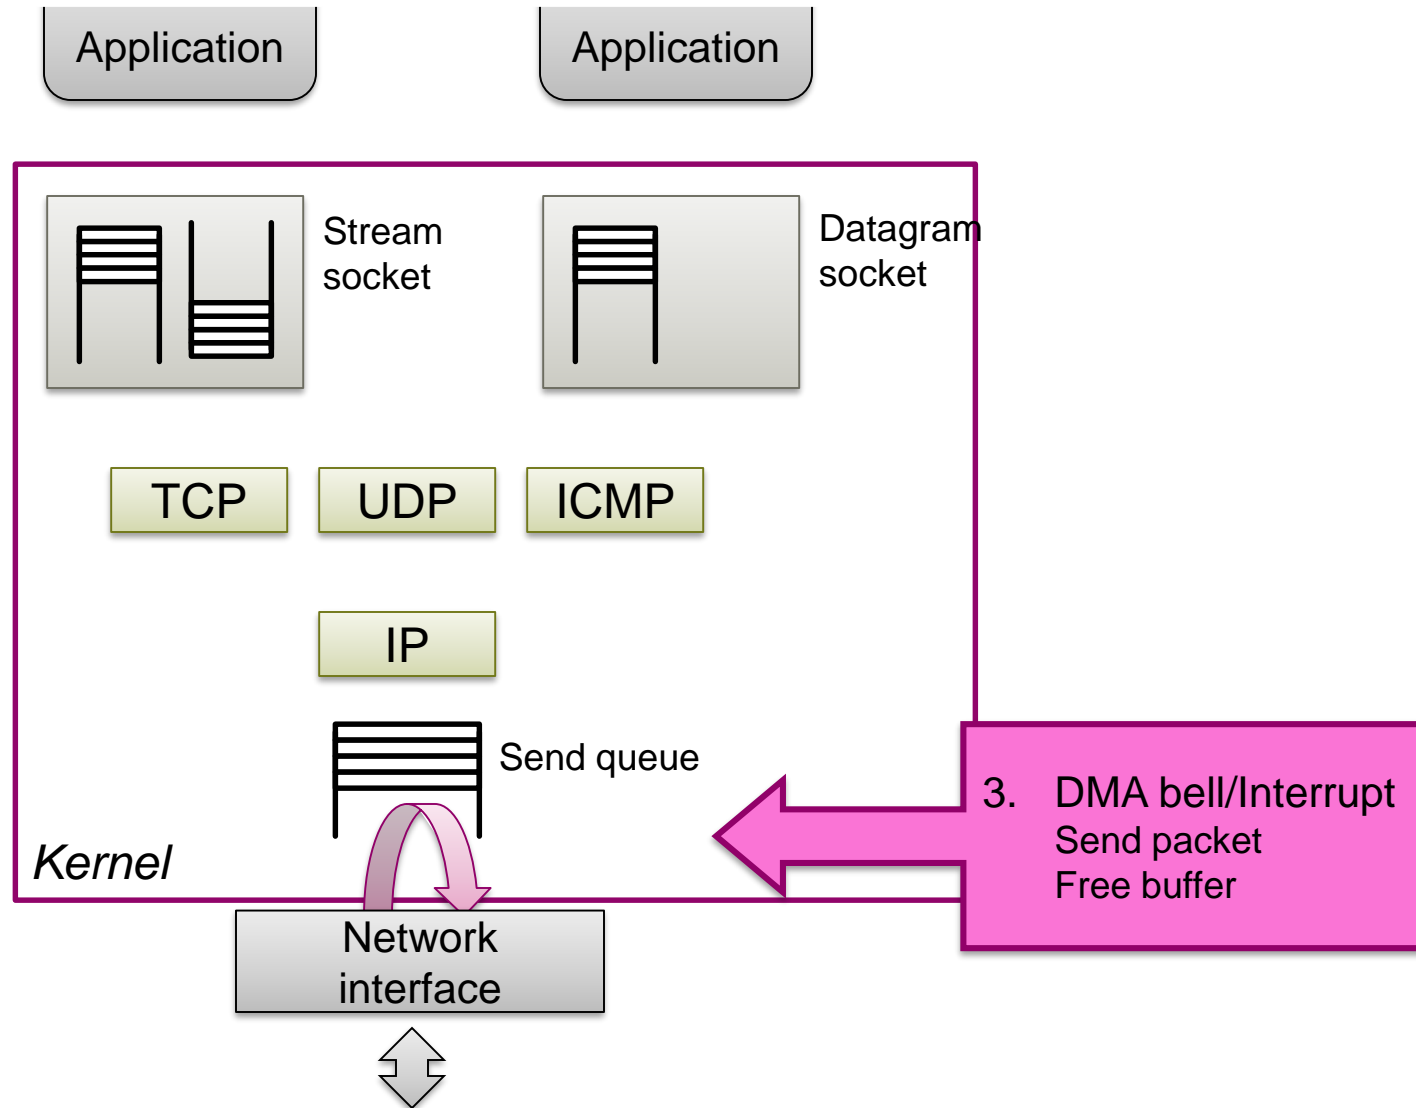 Application
Application
Stream
socket
Datagram
socket
TCP
UDP
ICMP
IP
Send queue
3. DMA bell/Interrupt
Send packet
Free buffer
Kernel
Network
interface